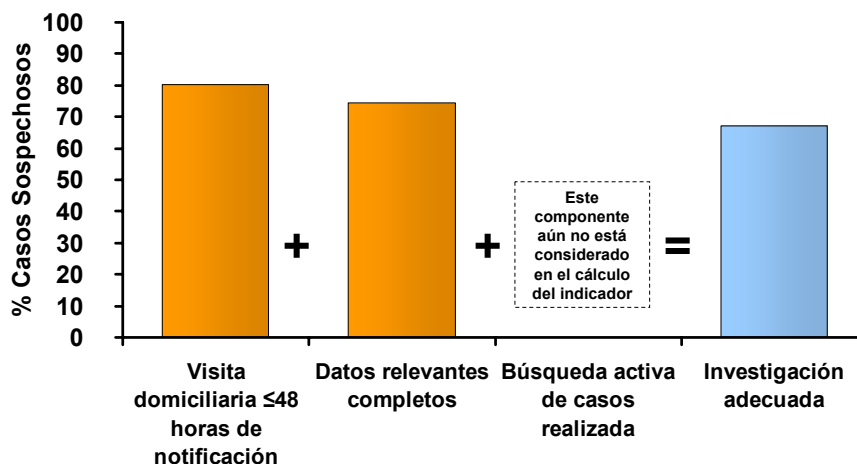 % Casos Sospechosos
100
90
80
70
60
50
40
30
20
10
0
+
+
Este
componente
aún no está
considerado
en el cálculo
del indicador
=
Visita
domiciliaria ≤48
horas de
notificación
Datos relevantes
completos
Búsqueda activa
de casos
realizada
Investigación
adecuada